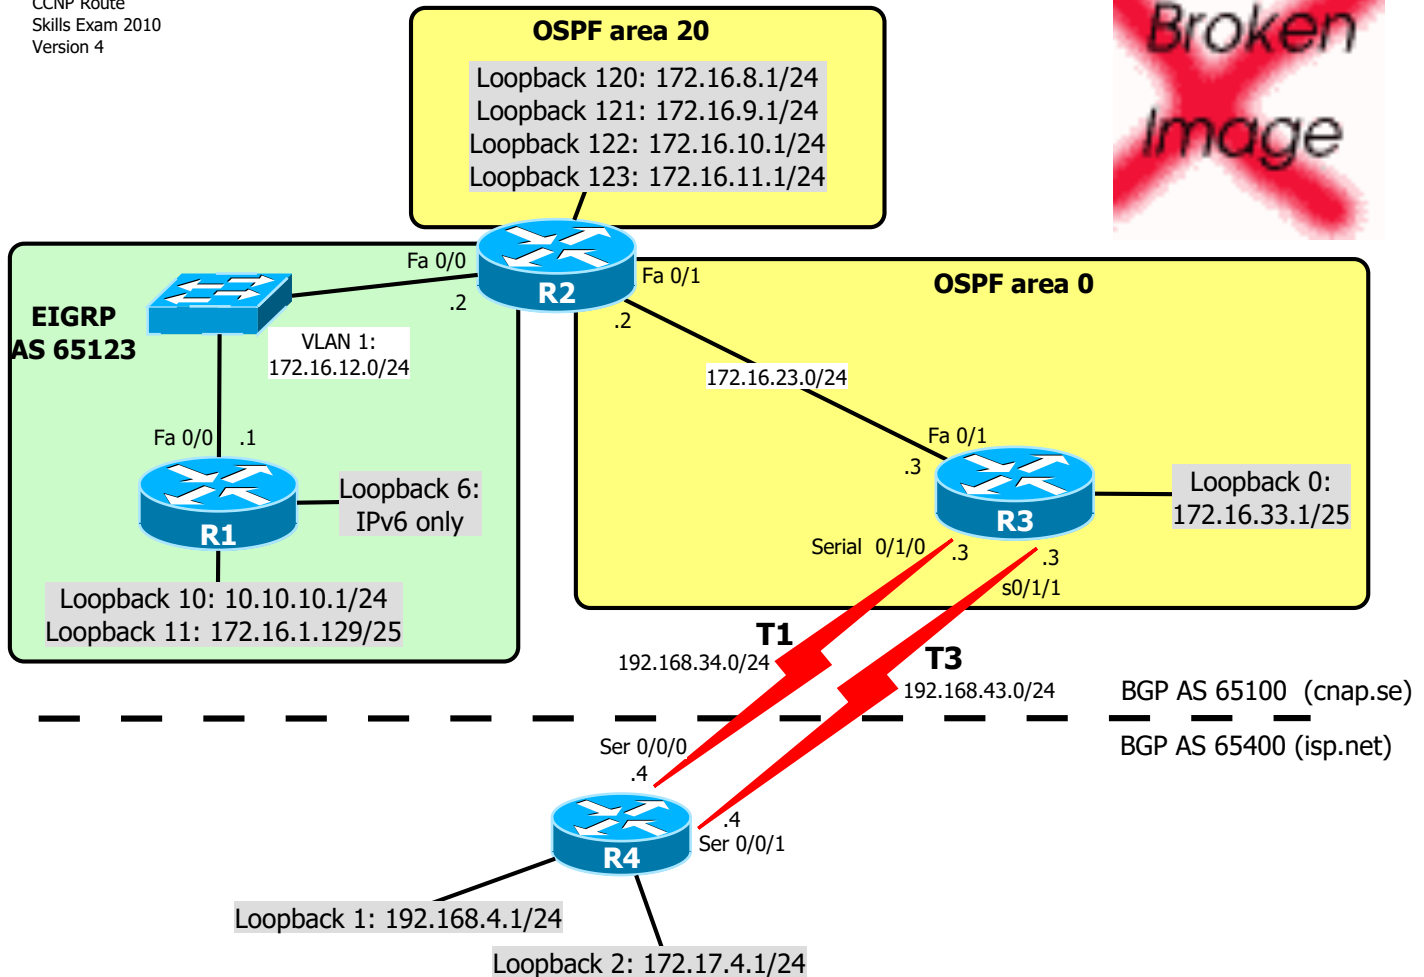 CCNP Route
Skills Exam 2010
Version 4
Broken
Image
OSPF area 20
Loopback 120: 172.16.8.1/24
Loopback 121: 172.16.9.1/24
Loopback 122: 172.16.10.1/24
Loopback 123: 172.16.11.1/24
Fa 0/0
.2
R2
Fa 0/1
.2
OSPF area 0
EIGRP
AS 65123
VLAN 1:
172.16.12.0/24
172.16.23.0/24
Fa 0/0
.1
R1
Loopback 6:
IPv6 only
Loopback 10: 10.10.10.1/24
Loopback 11: 172.16.1.129/25
Fa 0/1
.3
R3
Loopback 0:
172.16.33.1/25
Serial 0/1/0
.3
.3
s0/1/1
T1
192.168.34.0/24
T3
192.168.43.0/24
BGP AS 65100 (cnap.se)
BGP AS 65400 (isp.net)
Ser 0/0/0
.4
.4
Ser 0/0/1
R4
Loopback 1: 192.168.4.1/24
Loopback 2: 172.17.4.1/24